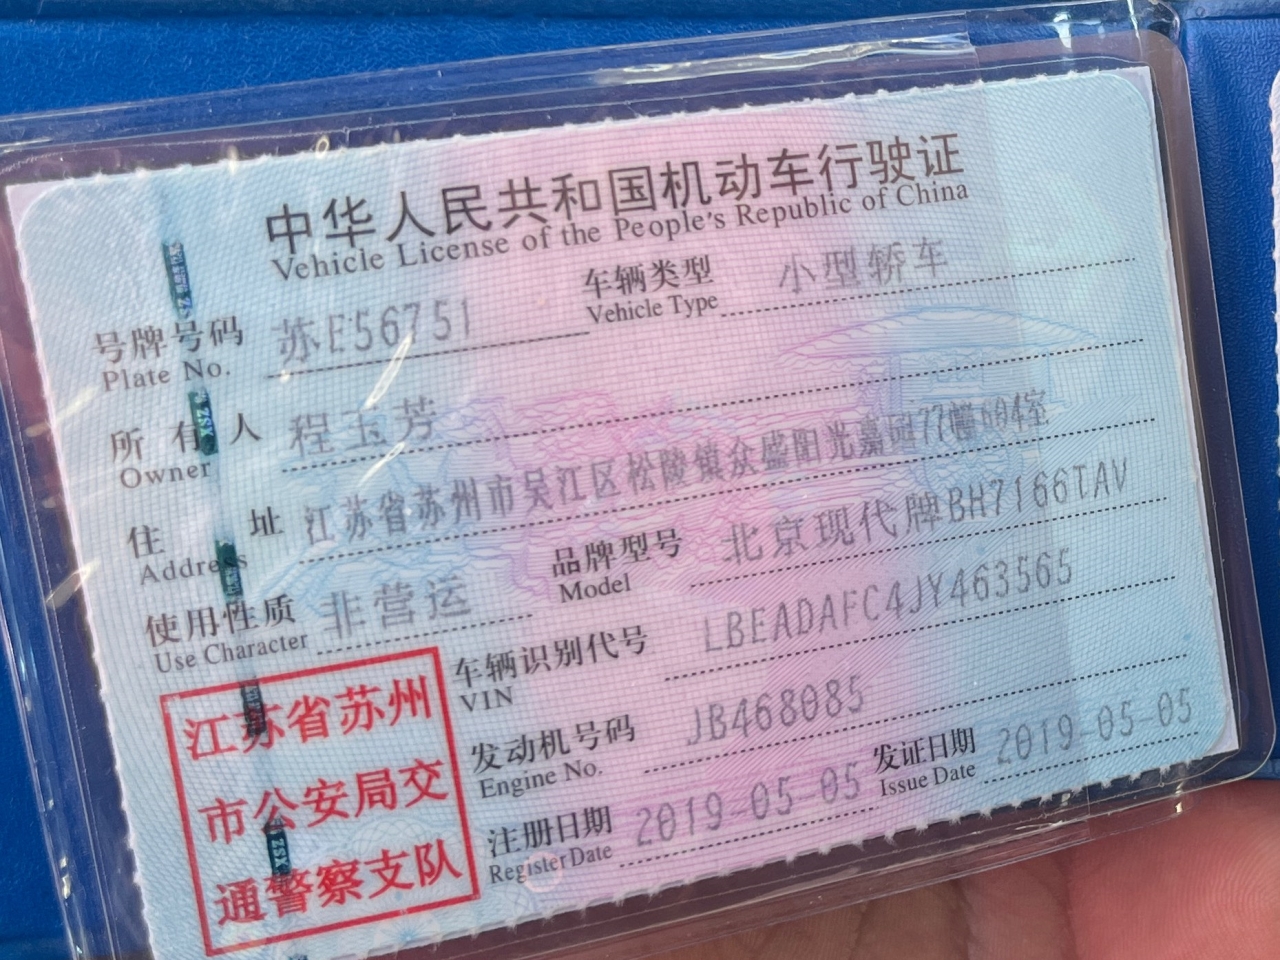 中华人民共和国机动车行驶证
Vehicle License of the People's Republic of China
号牌号码 苏E56751 车辆类型 小型轿车
Plate No. Vehicle Type
所有人 程玉芳
Owner
住址 江苏省苏州市吴江区松陵镇众盛阳光嘉园77幢604室
Address
使用性质 非营运 品牌型号 北京现代牌BH7166TAV
Use Character Model
车辆识别代号 LBEADAFC4JY463565
VIN
发动机号码 JB468085
Engine No.
注册日期 2019-05-05 发证日期 2019-05-05
Register Date Issue Date
江苏省苏州
市公安局交
通警察支队